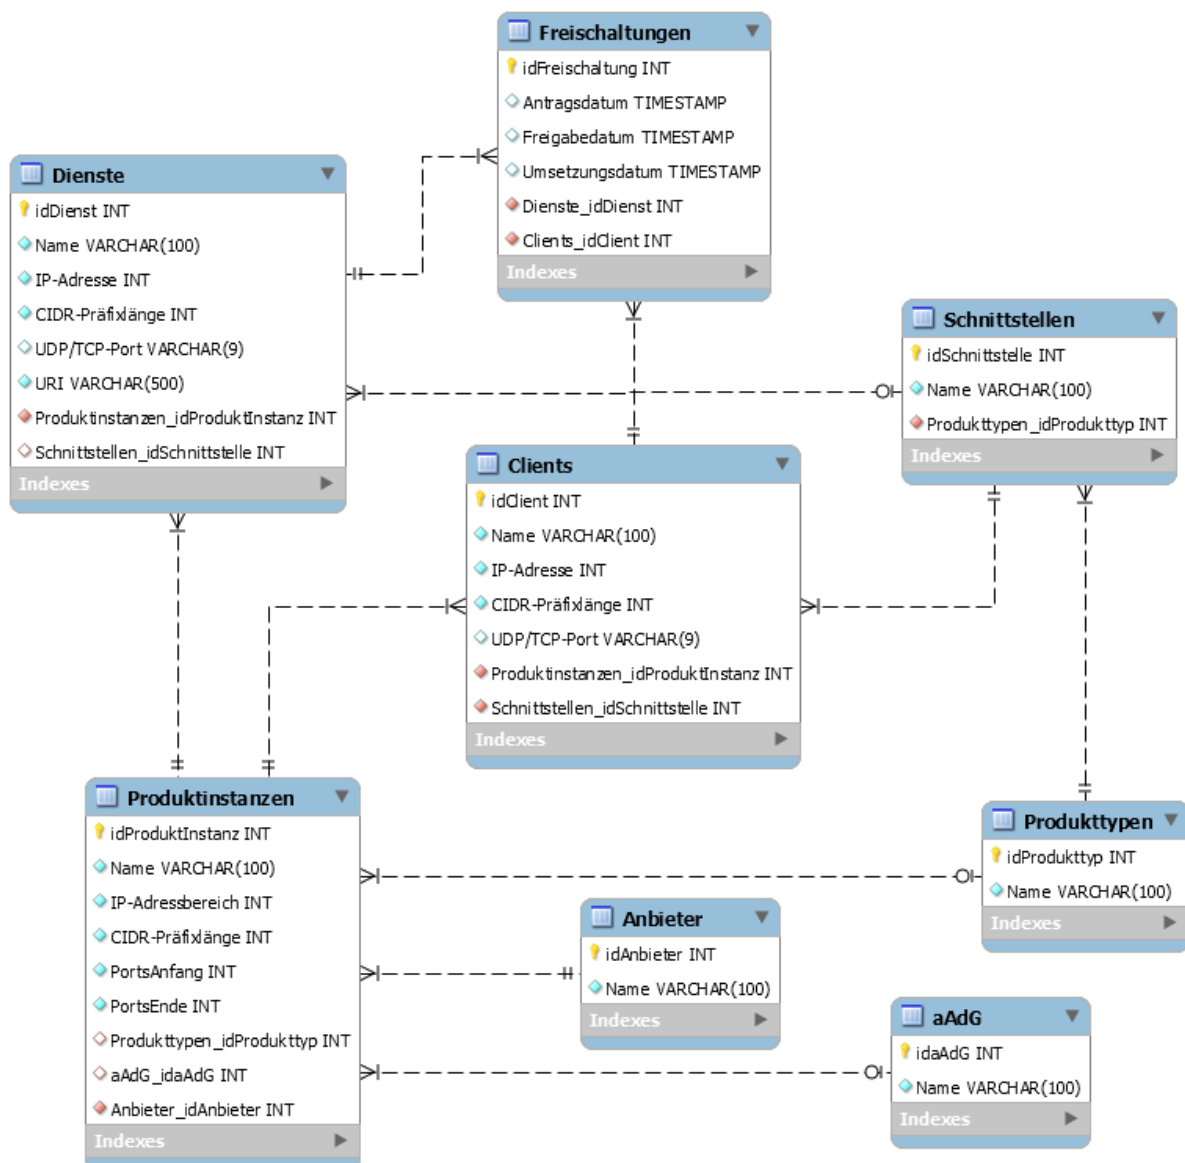 Freischaltungen
idFreischaltung INT
Antragsdatum TIMESTAMP
Freigabedatum TIMESTAMP
Umsetzungsdatum TIMESTAMP
Dienste_idDienst INT
Clients_idClient INT
Indexes
Dienste
idDienst INT
Name VARCHAR(100)
IP-Adresse INT
CIDR-Präfixlänge INT
UDP/TCP-Port VARCHAR(9)
URI VARCHAR(500)
Produktinstanzen_idProduktInstanz INT
Schnittstellen_idSchnittstelle INT
Indexes
Schnittstellen
idSchnittstelle INT
Name VARCHAR(100)
Produkttypen_idProdukttyp INT
Indexes
Clients
idClient INT
Name VARCHAR(100)
IP-Adresse INT
CIDR-Präfixlänge INT
UDP/TCP-Port VARCHAR(9)
Produktinstanzen_idProduktInstanz INT
Schnittstellen_idSchnittstelle INT
Indexes
Produktinstanzen
idProduktInstanz INT
Name VARCHAR(100)
IP-Adressbereich INT
CIDR-Präfixlänge INT
PortsAnfang INT
PortsEnde INT
Produkttypen_idProdukttyp INT
aAdG_idaAdG INT
Anbieter_idAnbieter INT
Indexes
Produkttypen
idProdukttyp INT
Name VARCHAR(100)
Indexes
Anbieter
idAnbieter INT
Name VARCHAR(100)
Indexes
aAdG
idaAdG INT
Name VARCHAR(100)
Indexes